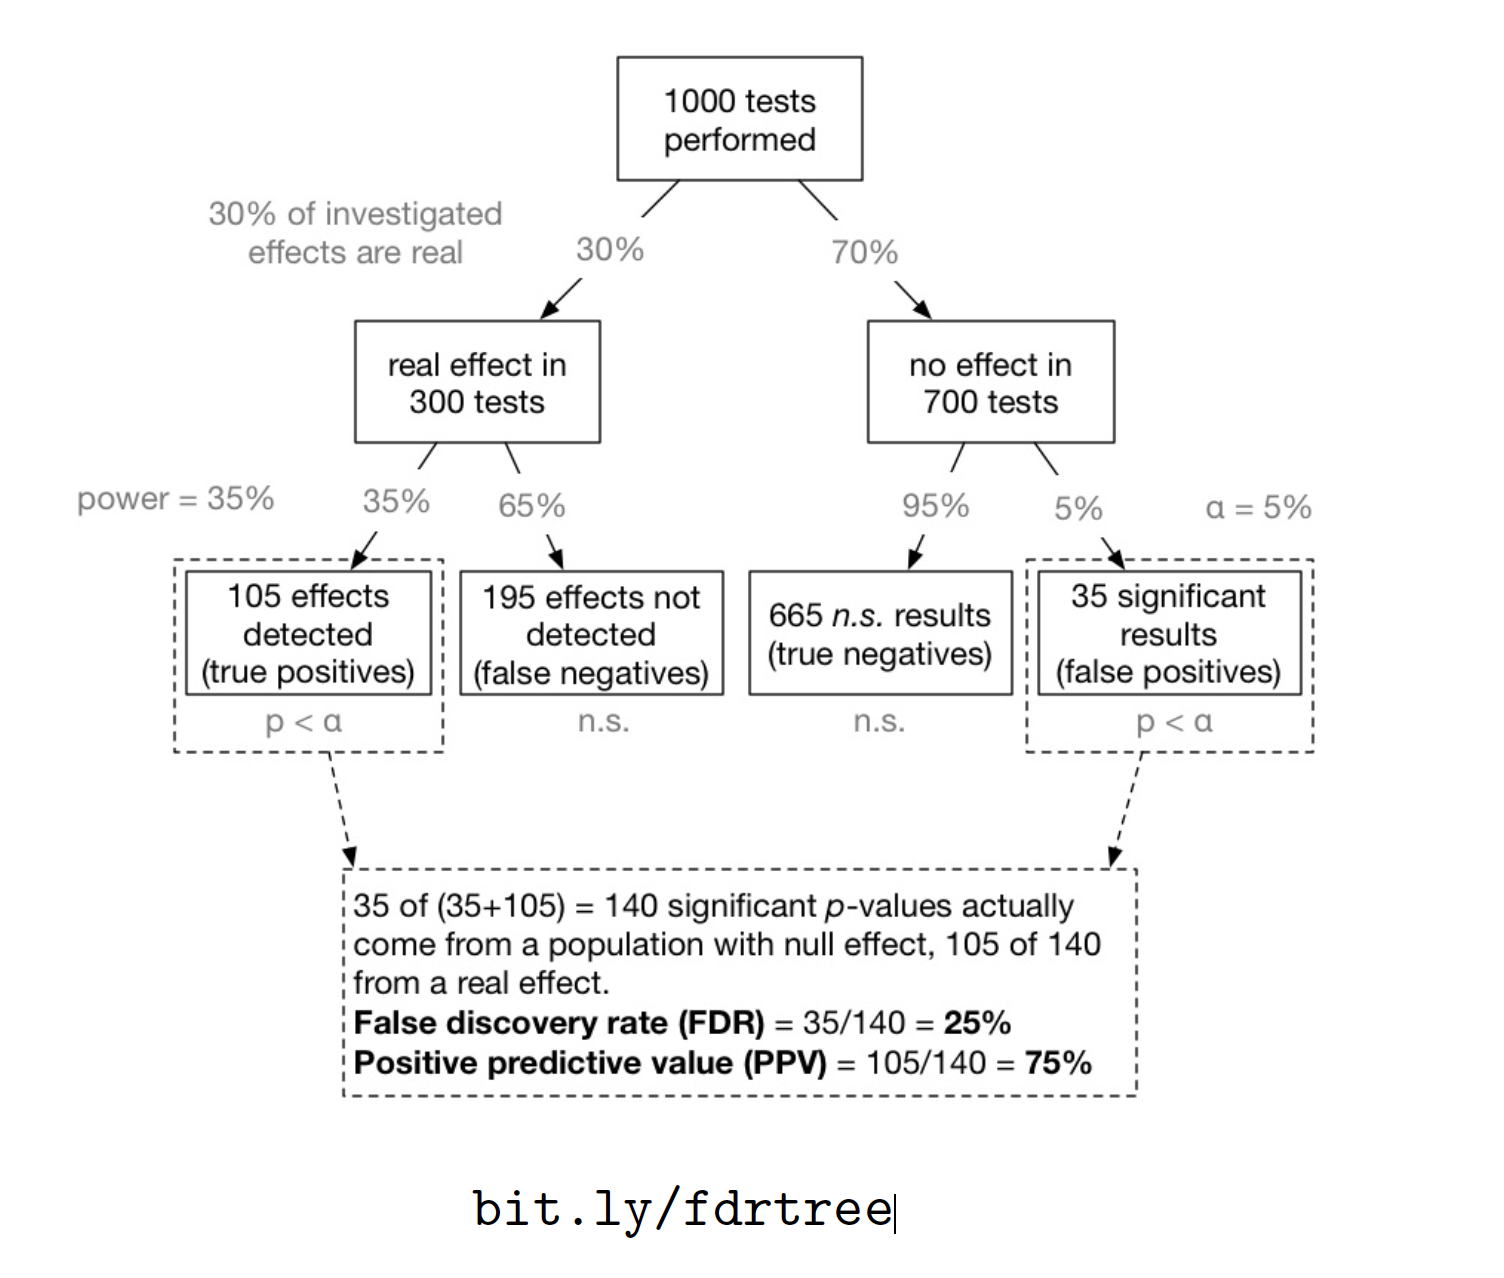 1000 tests
performed
30% of investigated
effects are real
30%
70%
real effect in
300 tests
no effect in
700 tests
power = 35%
35%
65%
95%
5%
α = 5%
105 effects
detected
(true positives)
195 effects not
detected
(false negatives)
665 n.s. results
(true negatives)
35 significant
results
(false positives)
p < α
n.s.
n.s.
p < α
35 of (35+105) = 140 significant p-values actually
come from a population with null effect, 105 of 140
from a real effect.
False discovery rate (FDR) = 35/140 = 25%
Positive predictive value (PPV) = 105/140 = 75%
bit.ly/fdrtree